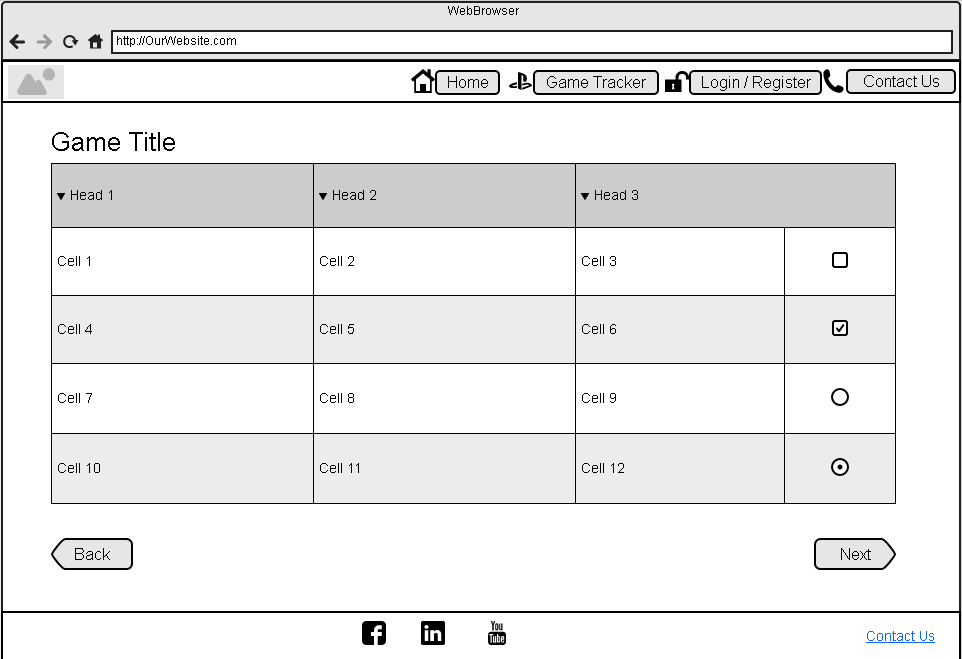 WebBrowser
http://OurWebsite.com
Home Game Tracker Login / Register Contact Us
Game Title
Head 1 Head 2 Head 3
Cell 1 Cell 2 Cell 3
Cell 4 Cell 5 Cell 6
Cell 7 Cell 8 Cell 9
Cell 10 Cell 11 Cell 12
Back Next
in You
Tube
Contact Us